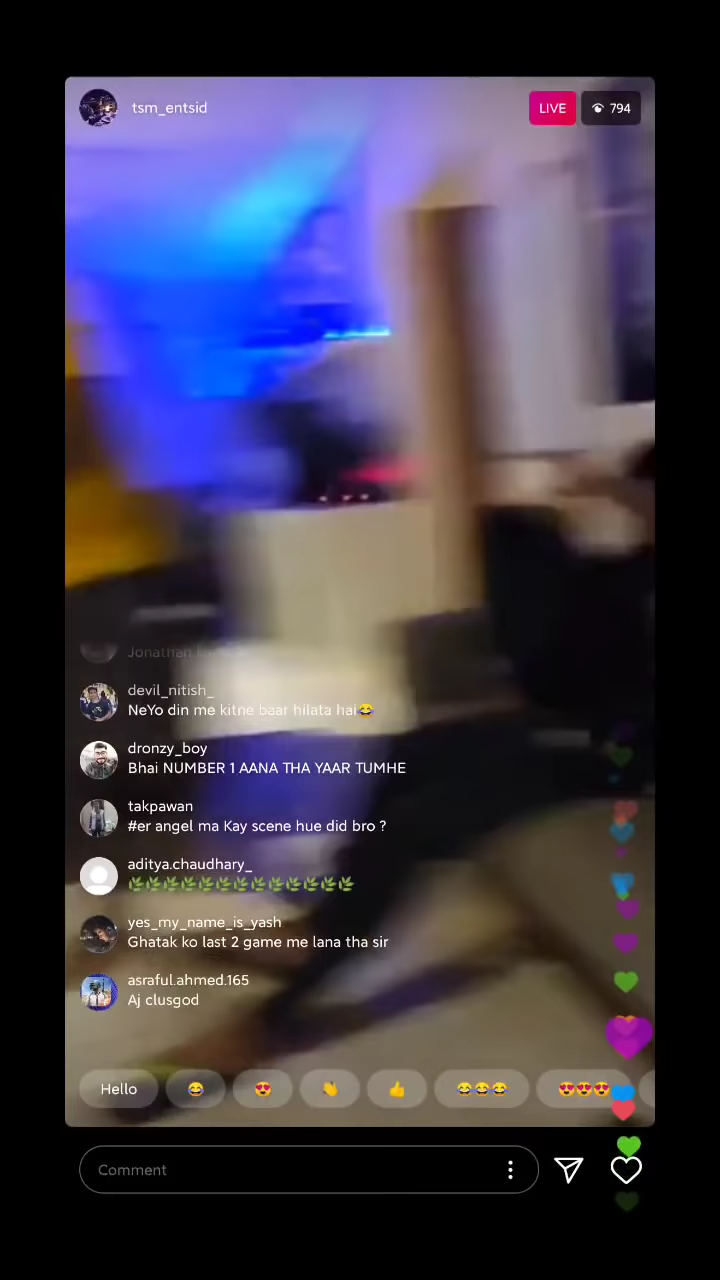 tsm_entsid
LIVE
794
Jonathan
devil_nitish_
NeYo din me kitne baar hilata hai😂
dronzy_boy
Bhai NUMBER 1 AANA THA YAAR TUMHE
takpawan
#er angel ma Kay scene hue did bro ?
aditya.chaudhary_
🌿🌿🌿🌿🌿🌿🌿🌿🌿🌿🌿🌿🌿
yes_my_name_is_yash
Ghatak ko last 2 game me lana tha sir
asraful.ahmed.165
Aj clusgod
Hello 😂 😍 👏 👍 😂😂😂 😍😍😍
Comment